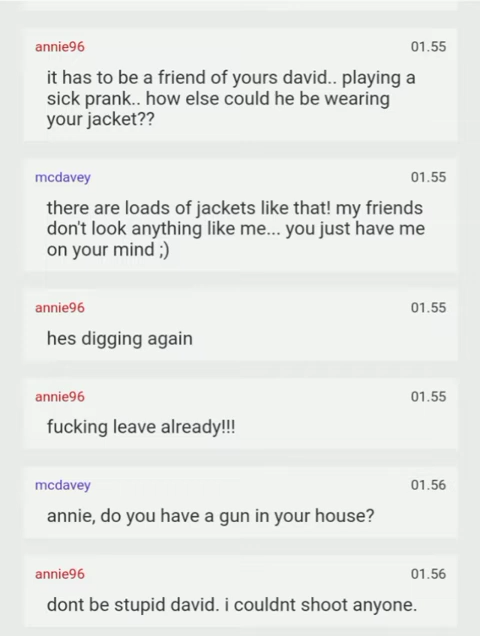 annie96 01.55
it has to be a friend of yours david.. playing a
sick prank.. how else could he be wearing
your jacket??
mcdavey 01.55
there are loads of jackets like that! my friends
don't look anything like me... you just have me
on your mind ;)
annie96 01.55
hes digging again
annie96 01.55
fucking leave already!!!
mcdavey 01.56
annie, do you have a gun in your house?
annie96 01.56
dont be stupid david. i couldnt shoot anyone.